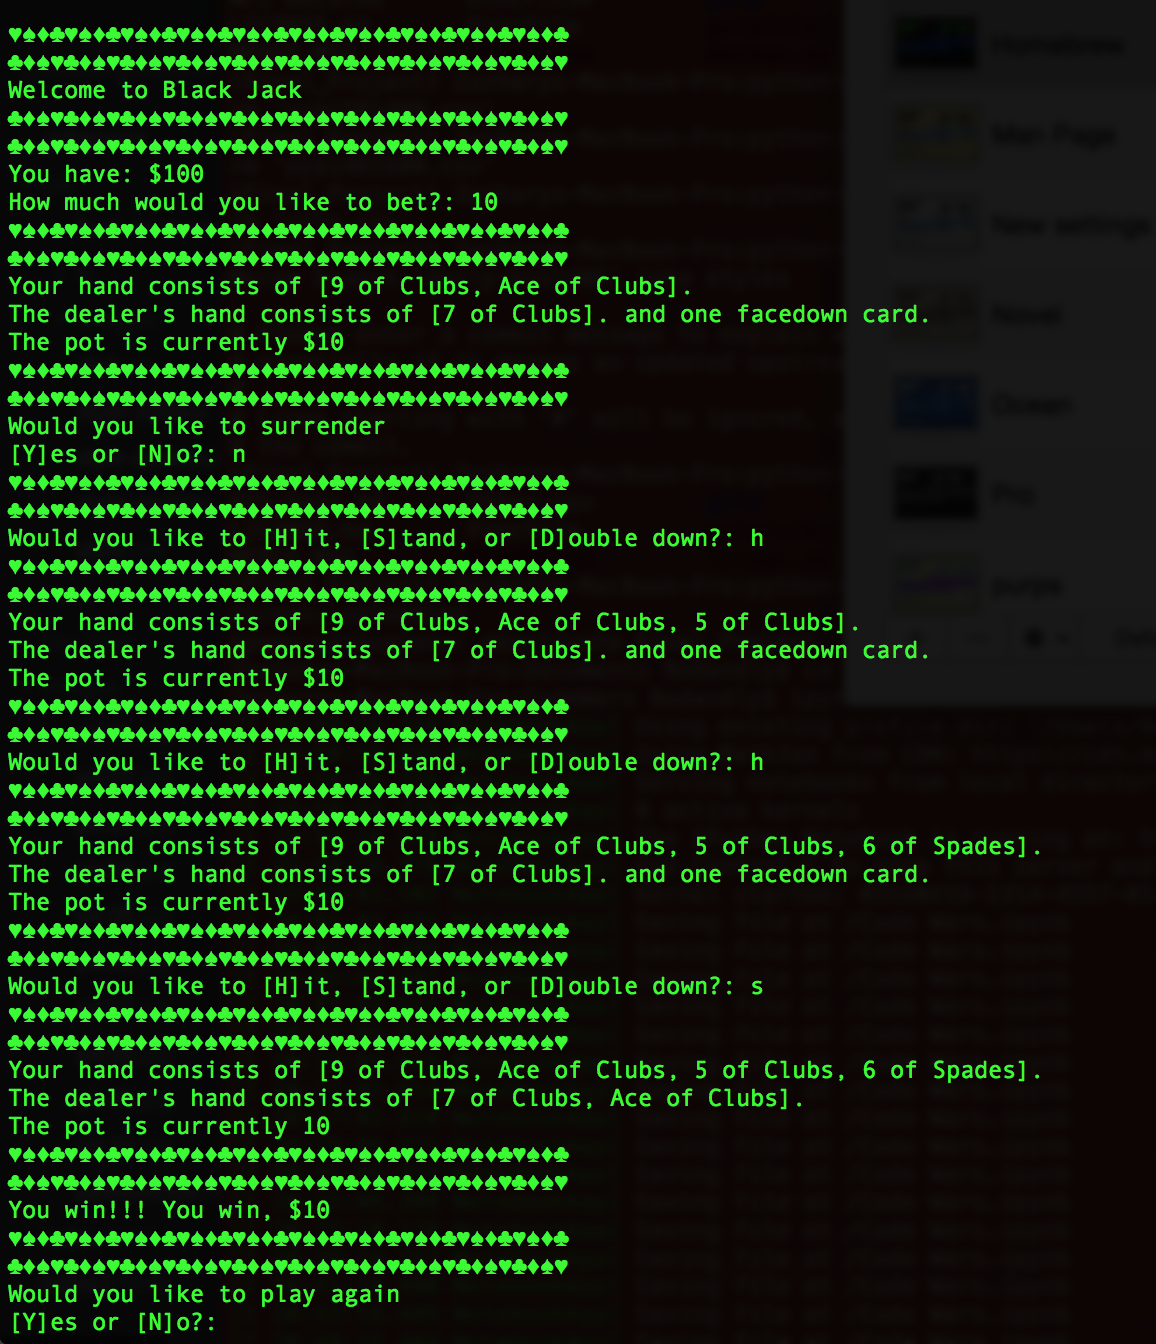 ♥♠♦♣♥♠♦♣♥♠♦♣♥♠♦♣♥♠♦♣♥♠♦♣♥♠♦♣♥♠♦♣♥♠♦♣♥♠♦♣
♣♦♠♥♣♦♠♥♣♦♠♥♣♦♠♥♣♦♠♥♣♦♠♥♣♦♠♥♣♦♠♥♣♦♠♥♣♦♠♥
Welcome to Black Jack
♣♦♠♥♣♦♠♥♣♦♠♥♣♦♠♥♣♦♠♥♣♦♠♥♣♦♠♥♣♦♠♥♣♦♠♥♣♦♠♥
♣♦♠♥♣♦♠♥♣♦♠♥♣♦♠♥♣♦♠♥♣♦♠♥♣♦♠♥♣♦♠♥♣♦♠♥♣♦♠♥
You have: $100
How much would you like to bet?: 10
♥♠♦♣♥♠♦♣♥♠♦♣♥♠♦♣♥♠♦♣♥♠♦♣♥♠♦♣♥♠♦♣♥♠♦♣♥♠♦♣
♣♦♠♥♣♦♠♥♣♦♠♥♣♦♠♥♣♦♠♥♣♦♠♥♣♦♠♥♣♦♠♥♣♦♠♥♣♦♠♥
Your hand consists of [9 of Clubs, Ace of Clubs].
The dealer's hand consists of [7 of Clubs]. and one facedown card.
The pot is currently $10
♥♠♦♣♥♠♦♣♥♠♦♣♥♠♦♣♥♠♦♣♥♠♦♣♥♠♦♣♥♠♦♣♥♠♦♣♥♠♦♣
♣♦♠♥♣♦♠♥♣♦♠♥♣♦♠♥♣♦♠♥♣♦♠♥♣♦♠♥♣♦♠♥♣♦♠♥♣♦♠♥
Would you like to surrender
[Y]es or [N]o?: n
♥♠♦♣♥♠♦♣♥♠♦♣♥♠♦♣♥♠♦♣♥♠♦♣♥♠♦♣♥♠♦♣♥♠♦♣♥♠♦♣
♣♦♠♥♣♦♠♥♣♦♠♥♣♦♠♥♣♦♠♥♣♦♠♥♣♦♠♥♣♦♠♥♣♦♠♥♣♦♠♥
Would you like to [H]it, [S]tand, or [D]ouble down?: h
♥♠♦♣♥♠♦♣♥♠♦♣♥♠♦♣♥♠♦♣♥♠♦♣♥♠♦♣♥♠♦♣♥♠♦♣♥♠♦♣
♣♦♠♥♣♦♠♥♣♦♠♥♣♦♠♥♣♦♠♥♣♦♠♥♣♦♠♥♣♦♠♥♣♦♠♥♣♦♠♥
Your hand consists of [9 of Clubs, Ace of Clubs, 5 of Clubs].
The dealer's hand consists of [7 of Clubs]. and one facedown card.
The pot is currently $10
♥♠♦♣♥♠♦♣♥♠♦♣♥♠♦♣♥♠♦♣♥♠♦♣♥♠♦♣♥♠♦♣♥♠♦♣♥♠♦♣
♣♦♠♥♣♦♠♥♣♦♠♥♣♦♠♥♣♦♠♥♣♦♠♥♣♦♠♥♣♦♠♥♣♦♠♥♣♦♠♥
Would you like to [H]it, [S]tand, or [D]ouble down?: h
♥♠♦♣♥♠♦♣♥♠♦♣♥♠♦♣♥♠♦♣♥♠♦♣♥♠♦♣♥♠♦♣♥♠♦♣♥♠♦♣
♣♦♠♥♣♦♠♥♣♦♠♥♣♦♠♥♣♦♠♥♣♦♠♥♣♦♠♥♣♦♠♥♣♦♠♥♣♦♠♥
Your hand consists of [9 of Clubs, Ace of Clubs, 5 of Clubs, 6 of Spades].
The dealer's hand consists of [7 of Clubs]. and one facedown card.
The pot is currently $10
♥♠♦♣♥♠♦♣♥♠♦♣♥♠♦♣♥♠♦♣♥♠♦♣♥♠♦♣♥♠♦♣♥♠♦♣♥♠♦♣
♣♦♠♥♣♦♠♥♣♦♠♥♣♦♠♥♣♦♠♥♣♦♠♥♣♦♠♥♣♦♠♥♣♦♠♥♣♦♠♥
Would you like to [H]it, [S]tand, or [D]ouble down?: s
♥♠♦♣♥♠♦♣♥♠♦♣♥♠♦♣♥♠♦♣♥♠♦♣♥♠♦♣♥♠♦♣♥♠♦♣♥♠♦♣
♣♦♠♥♣♦♠♥♣♦♠♥♣♦♠♥♣♦♠♥♣♦♠♥♣♦♠♥♣♦♠♥♣♦♠♥♣♦♠♥
Your hand consists of [9 of Clubs, Ace of Clubs, 5 of Clubs, 6 of Spades].
The dealer's hand consists of [7 of Clubs, Ace of Clubs].
The pot is currently 10
♥♠♦♣♥♠♦♣♥♠♦♣♥♠♦♣♥♠♦♣♥♠♦♣♥♠♦♣♥♠♦♣♥♠♦♣♥♠♦♣
♣♦♠♥♣♦♠♥♣♦♠♥♣♦♠♥♣♦♠♥♣♦♠♥♣♦♠♥♣♦♠♥♣♦♠♥♣♦♠♥
You win!!! You win, $10
♥♠♦♣♥♠♦♣♥♠♦♣♥♠♦♣♥♠♦♣♥♠♦♣♥♠♦♣♥♠♦♣♥♠♦♣♥♠♦♣
♣♦♠♥♣♦♠♥♣♦♠♥♣♦♠♥♣♦♠♥♣♦♠♥♣♦♠♥♣♦♠♥♣♦♠♥♣♦♠♥
Would you like to play again
[Y]es or [N]o?:
Homebrew
Man Page
New settings
Novel
Ocean
Pro